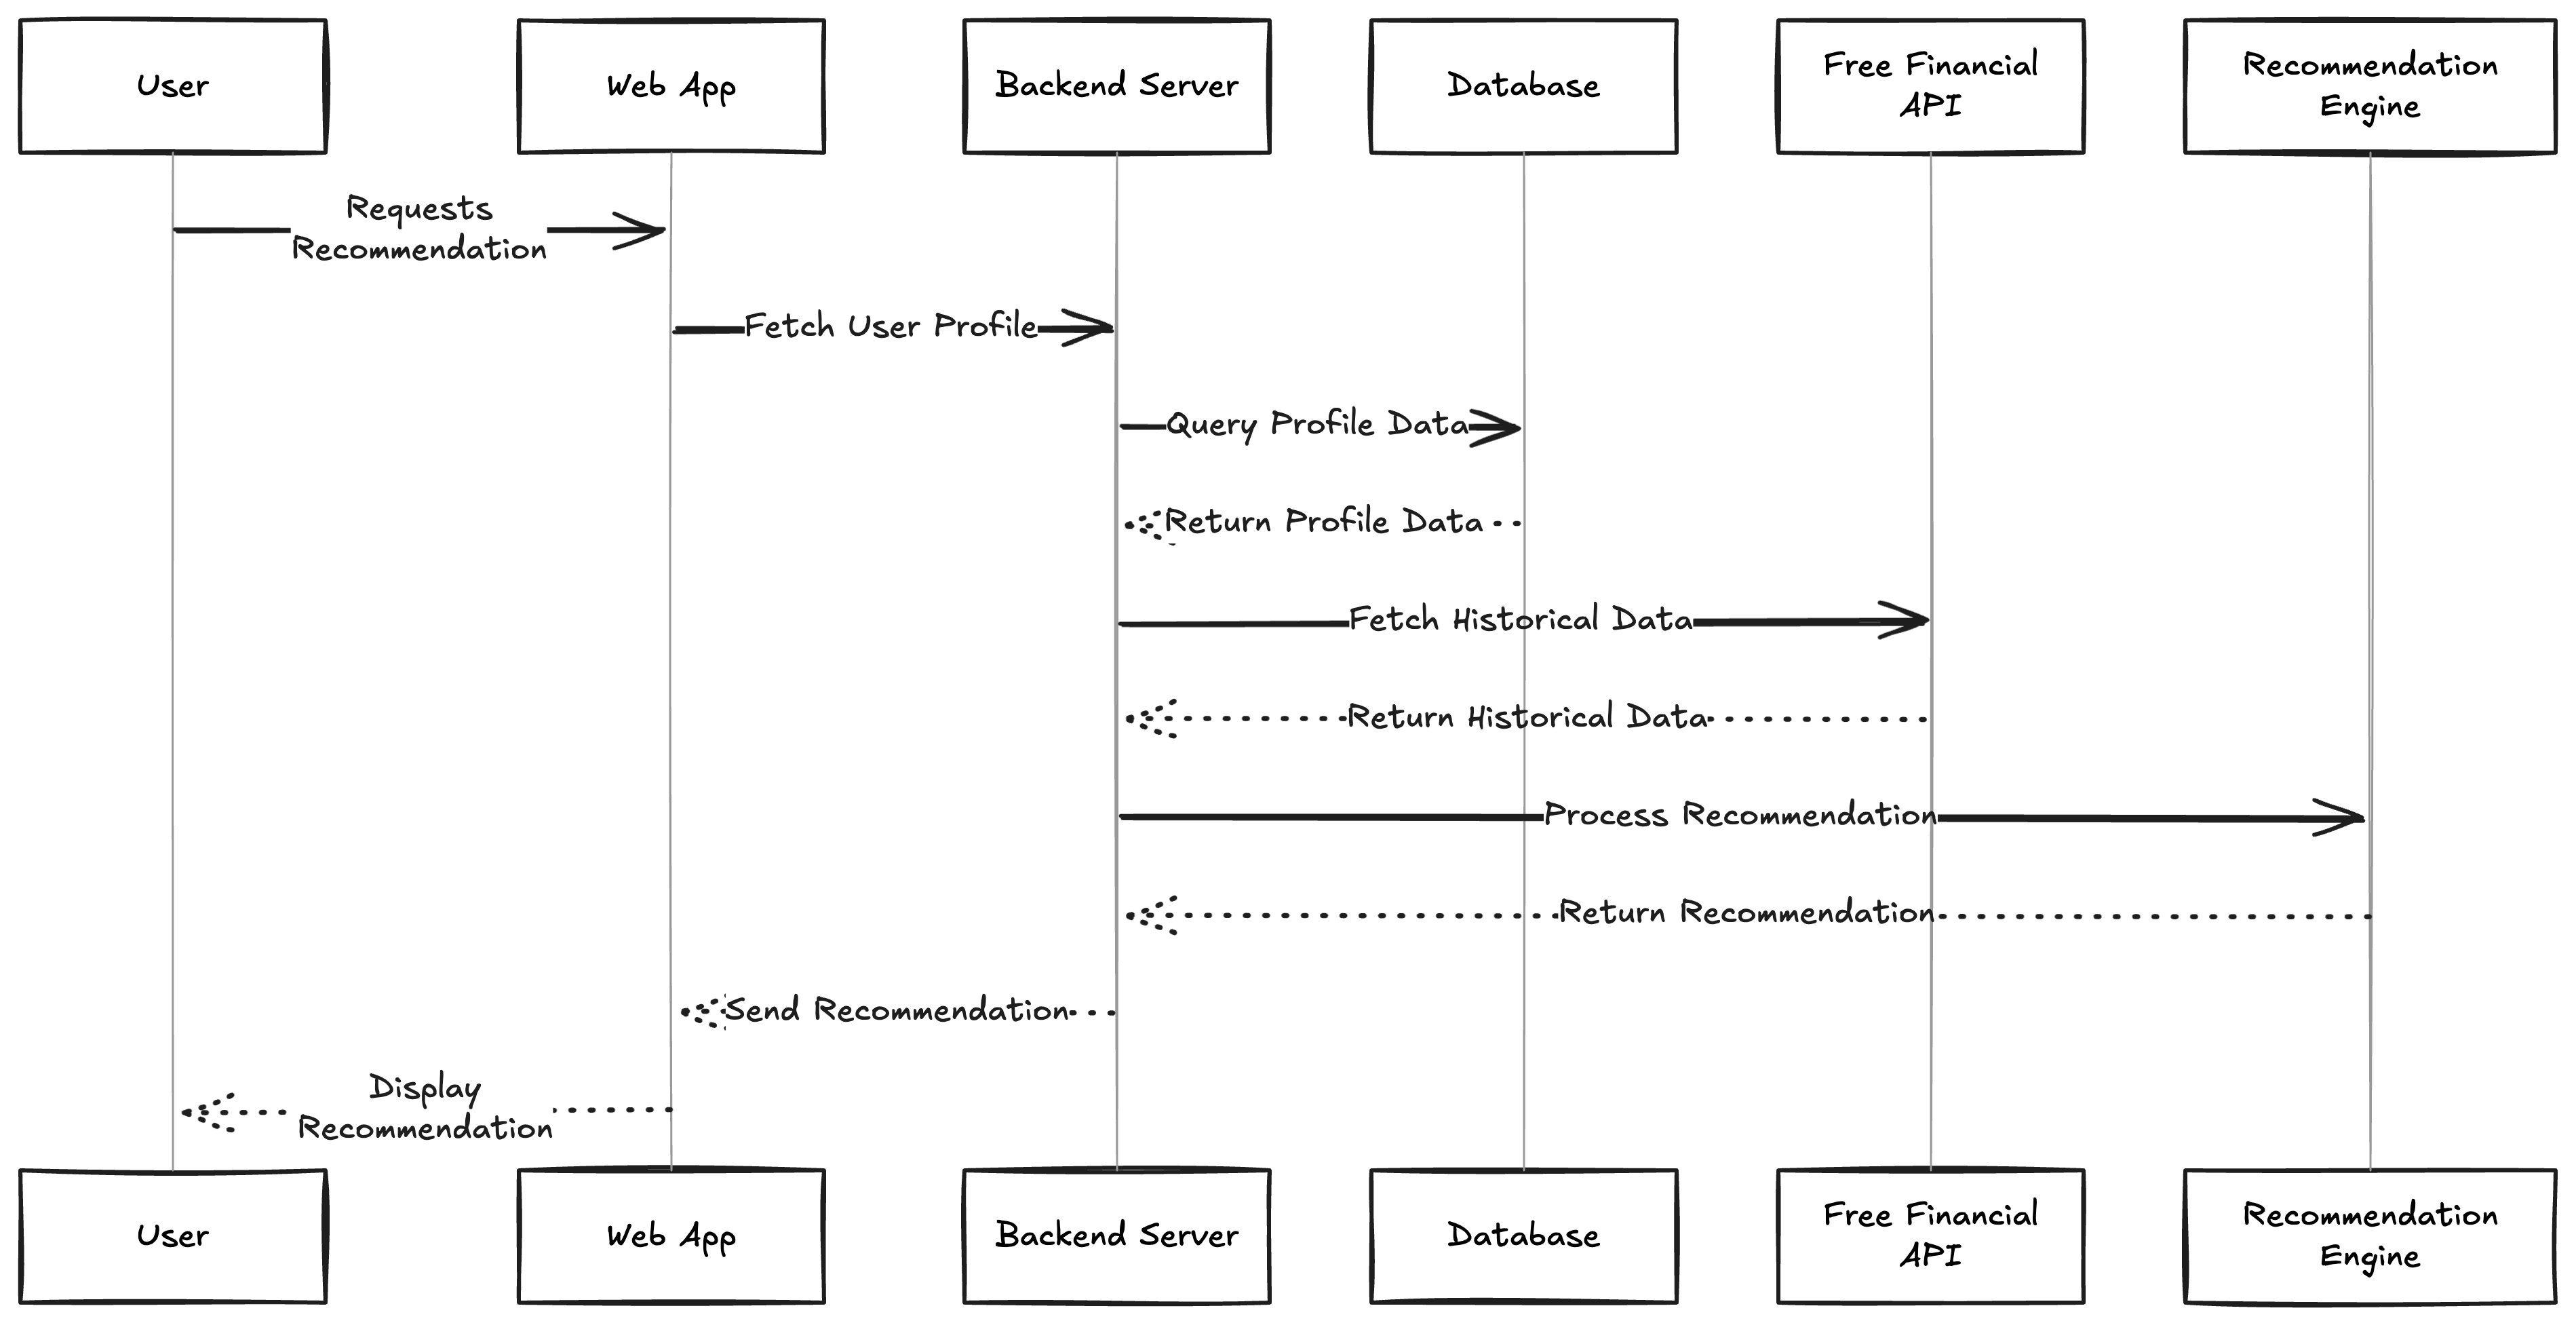 User
Web App
Backend Server
Database
Free Financial
API
Recommendation
Engine
Requests
Recommendation
Fetch User Profile
Query Profile Data
Return Profile Data
Fetch Historical Data
Return Historical Data
Process Recommendation
Return Recommendation
Send Recommendation
Display
Recommendation
User
Web App
Backend Server
Database
Free Financial
API
Recommendation
Engine